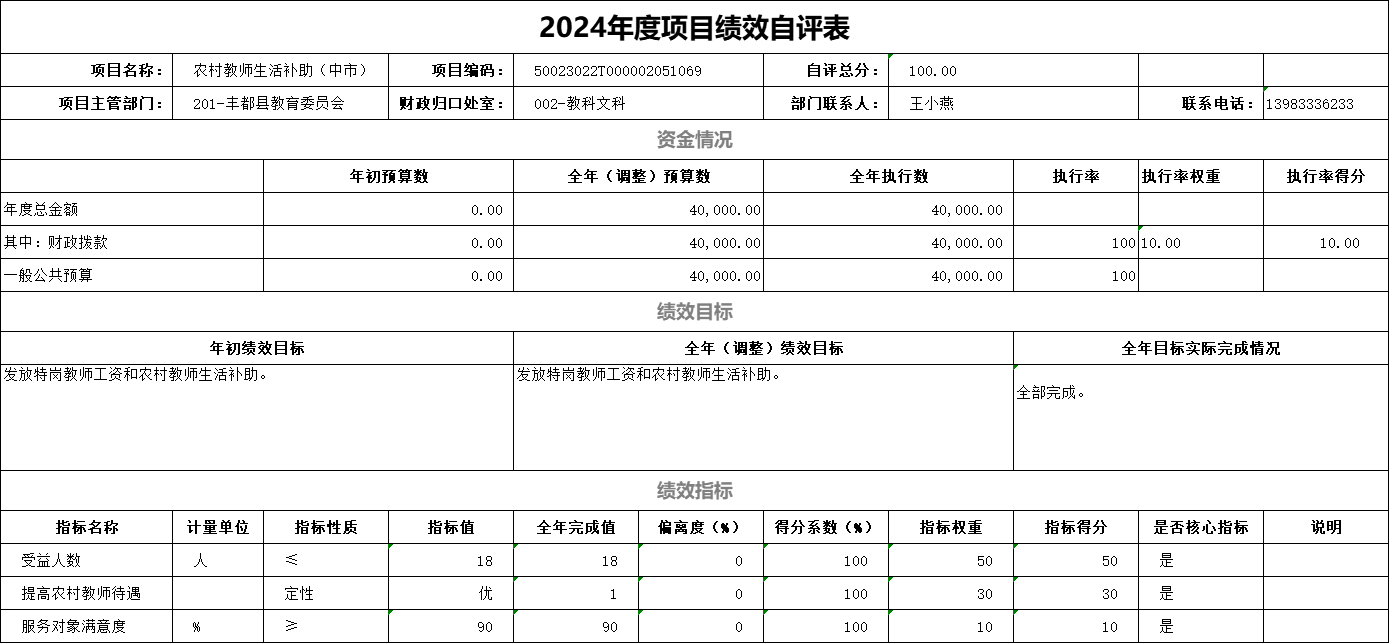 2024年度项目绩效自评表
项目名称： 农村教师生活补助（中市） 项目编码： 50023022T000002051069 自评总分： 100.00
项目主管部门： 201-丰都县教育委员会 财政归口处室： 002-教科文科 部门联系人： 王小燕 联系电话： 13983336233
资金情况
年初预算数 全年（调整）预算数 全年执行数 执行率 执行率权重 执行率得分
年度总金额 0.00 40,000.00 40,000.00
其中：财政拨款 0.00 40,000.00 40,000.00 100 10.00 10.00
一般公共预算 0.00 40,000.00 40,000.00 100
绩效目标
年初绩效目标 全年（调整）绩效目标 全年目标实际完成情况
发放特岗教师工资和农村教师生活补助。 发放特岗教师工资和农村教师生活补助。 全部完成。
绩效指标
指标名称 计量单位 指标性质 指标值 全年完成值 偏离度（%） 得分系数（%） 指标权重 指标得分 是否核心指标 说明
受益人数 人 ≤ 18 18 0 100 50 50 是
提高农村教师待遇 定性 优 1 0 100 30 30 是
服务对象满意度 % ≥ 90 90 0 100 10 10 是